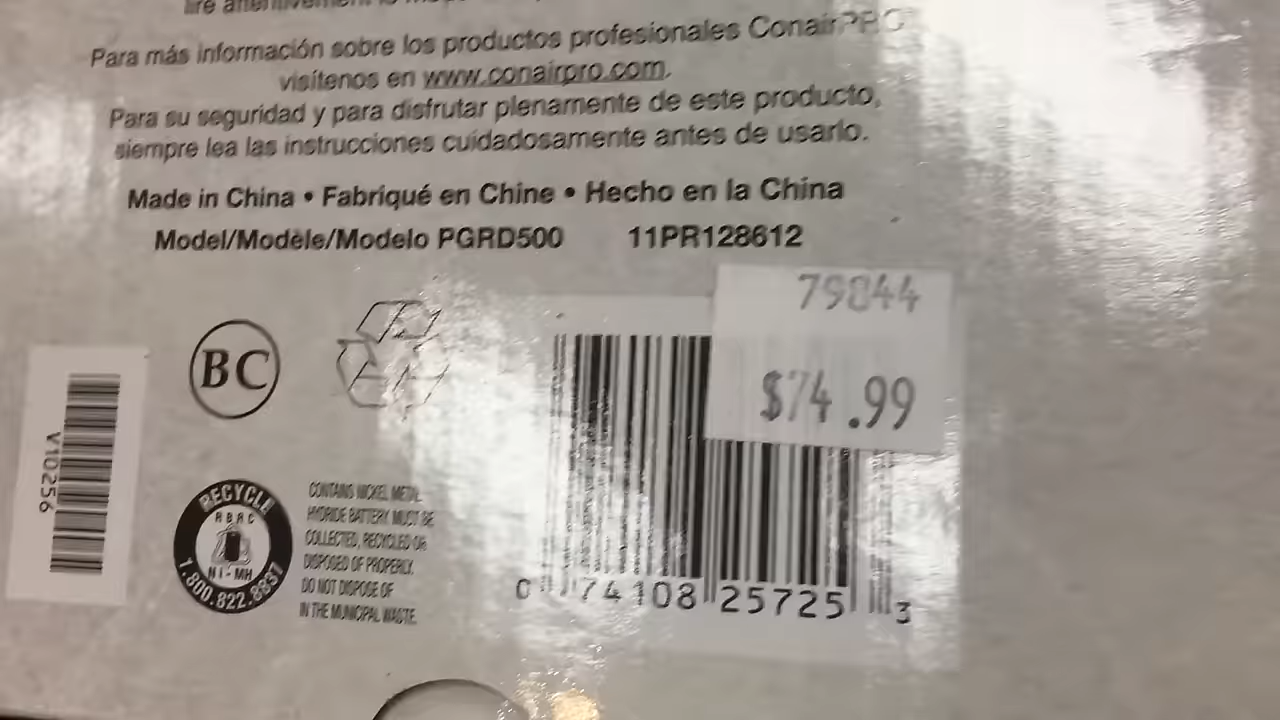 Para más información sobre los productos profesionales ConairPRO
visítenos en www.conairpro.com.
Para su seguridad y para disfrutar plenamente de este producto,
siempre lea las instrucciones cuidadosamente antes de usarlo.
Made in China • Fabriqué en Chine • Hecho en la China
Model/Modèle/Modelo PGRD500 11PR128612
79844
$74.99
BC
V10256
RECYCLE
RBRC
Ni-MH
1.800.822.8837
CONTAINS NICKEL METAL
HYDRIDE BATTERY. MUST BE
COLLECTED, RECYCLED OR
DISPOSED OF PROPERLY.
DO NOT DISPOSE OF
IN THE MUNICIPAL WASTE.
0 74108 25725 3